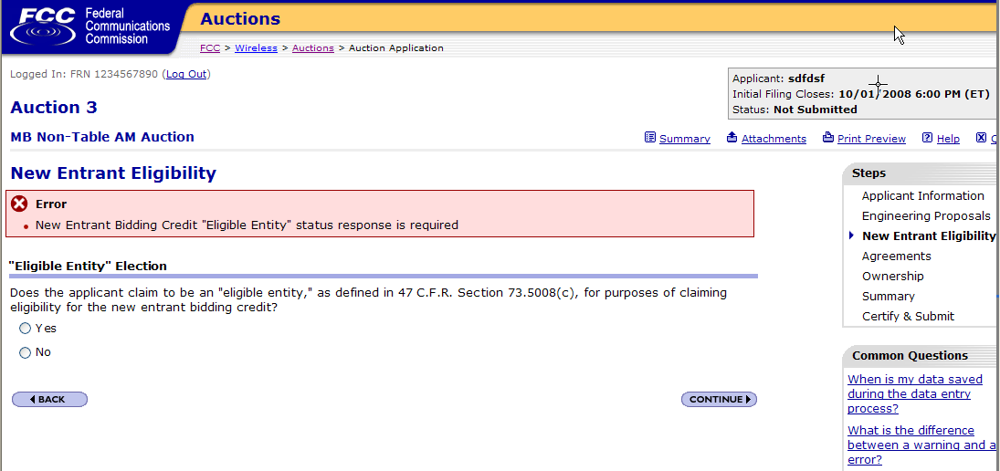 FCC Federal
Communications
Commission
Auctions
FCC > Wireless > Auctions > Auction Application
Logged In: FRN 1234567890 (Log Out)
Applicant: sdfdsf
Initial Filing Closes: 10/01/2008 6:00 PM (ET)
Status: Not Submitted
Auction 3
MB Non-Table AM Auction
Summary Attachments Print Preview Help
New Entrant Eligibility
Error
• New Entrant Bidding Credit "Eligible Entity" status response is required
"Eligible Entity" Election
Does the applicant claim to be an "eligible entity," as defined in 47 C.F.R. Section 73.5008(c), for purposes of claiming
eligibility for the new entrant bidding credit?
Yes
No
BACK
CONTINUE
Steps
Applicant Information
Engineering Proposals
New Entrant Eligibility
Agreements
Ownership
Summary
Certify & Submit
Common Questions
When is my data saved
during the data entry
process?
What is the difference
between a warning and a
error?